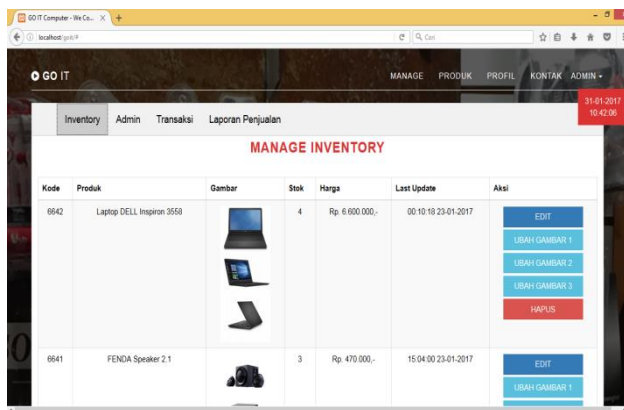 GO IT Computer - We Co...
localhost/goit/#
Cari
GO IT
MANAGE PRODUK PROFIL KONTAK ADMIN
31-01-2017
10:42:06
Inventory Admin Transaksi Laporan Penjualan
MANAGE INVENTORY
Kode Produk Gambar Stok Harga Last Update Aksi
6642 Laptop DELL Inspiron 3558 4 Rp. 6.600.000,- 00:10:18 23-01-2017 EDIT
UBAH GAMBAR 1
UBAH GAMBAR 2
UBAH GAMBAR 3
HAPUS
6641 FENDA Speaker 2.1 3 Rp. 470.000,- 15:04:00 23-01-2017 EDIT
UBAH GAMBAR 1